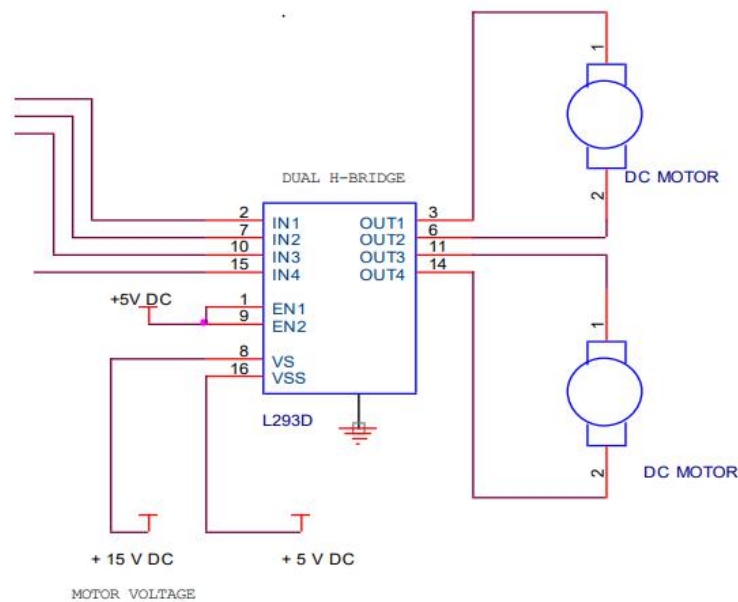 1
DUAL H-BRIDGE
2
DC MOTOR
2 IN1 OUT1 3
7 IN2 OUT2 6
10 IN3 OUT3 11
15 IN4 OUT4 14
+5V DC
1 EN1
9 EN2
1
8 VS
16 VSS
L293D
2
DC MOTOR
+ 15 V DC + 5 V DC
MOTOR VOLTAGE